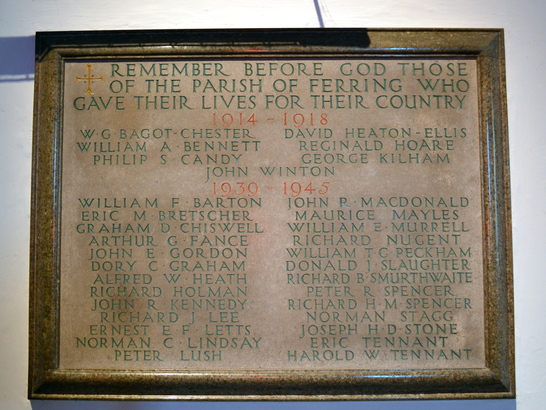 REMEMBER BEFORE GOD THOSE
OF THE PARISH OF FERRING WHO
GAVE THEIR LIVES FOR THEIR COUNTRY
1914 - 1918
W·G·BAGOT-CHESTER DAVID HEATON-ELLIS
WILLIAM A BENNETT REGINALD HOARE
PHILIP S CANDY GEORGE KILHAM
JOHN WINTON
1939 - 1945
WILLIAM F BARTON JOHN R MACDONALD
ERIC M BRETSCHER MAURICE MAYLES
GRAHAM D CHISWELL WILLIAM E MURRELL
ARTHUR G FANCE RICHARD NUGENT
JOHN E GORDON WILLIAM T C PECKHAM
DORY C GRAHAM DONALD J SLAUGHTER
ALFRED W HEATH RICHARD B SMURTHWAITE
RICHARD HOLMAN PETER R SPENCER
JOHN R KENNEDY RICHARD H M SPENCER
RICHARD J LEE NORMAN STAGG
ERNEST E F LETTS JOSEPH H D STONE
NORMAN C LINDSAY ERIC TENNANT
PETER LUSH HAROLD W TENNANT